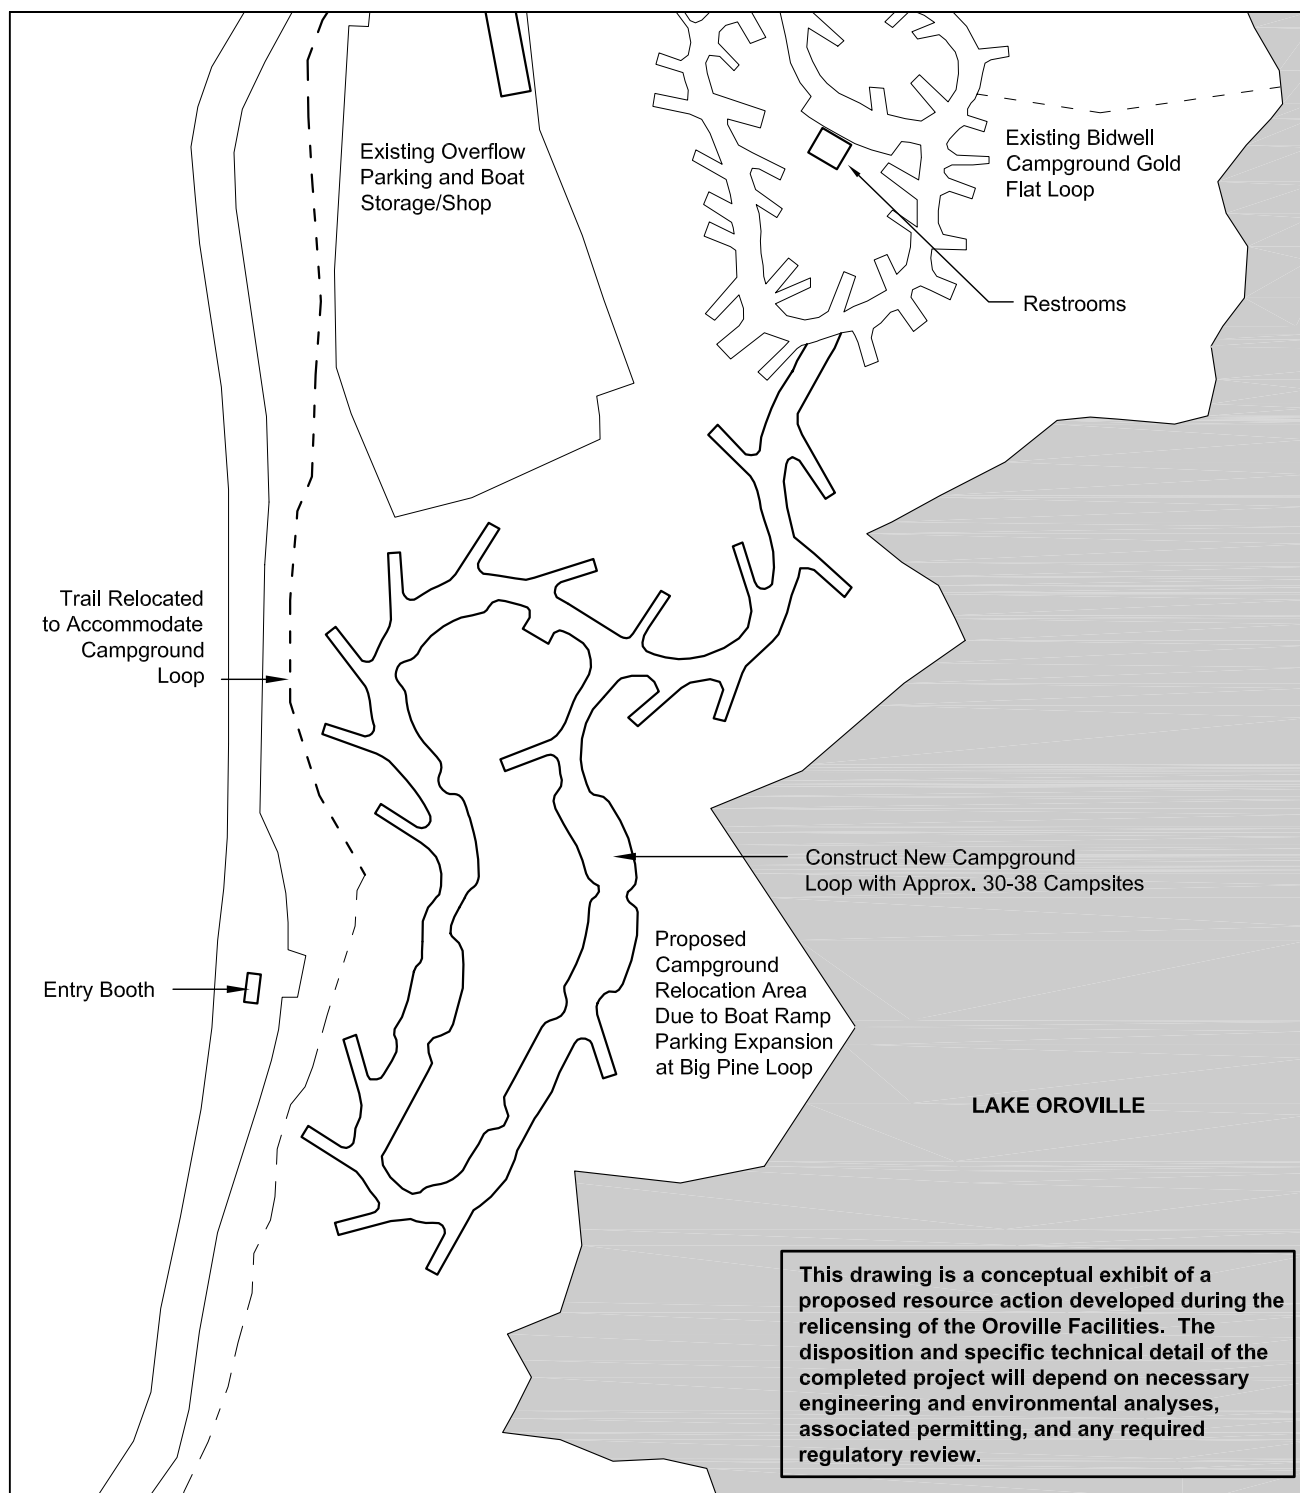 Existing Overflow
Parking and Boat
Storage/Shop
Existing Bidwell
Campground Gold
Flat Loop
Restrooms
Trail Relocated
to Accommodate
Campground
Loop
Construct New Campground
Loop with Approx. 30-38 Campsites
Proposed
Campground
Relocation Area
Due to Boat Ramp
Parking Expansion
at Big Pine Loop
Entry Booth
LAKE OROVILLE
This drawing is a conceptual exhibit of a
proposed resource action developed during the
relicensing of the Oroville Facilities.  The
disposition and specific technical detail of the
completed project will depend on necessary
engineering and environmental analyses,
associated permitting, and any required
regulatory review.